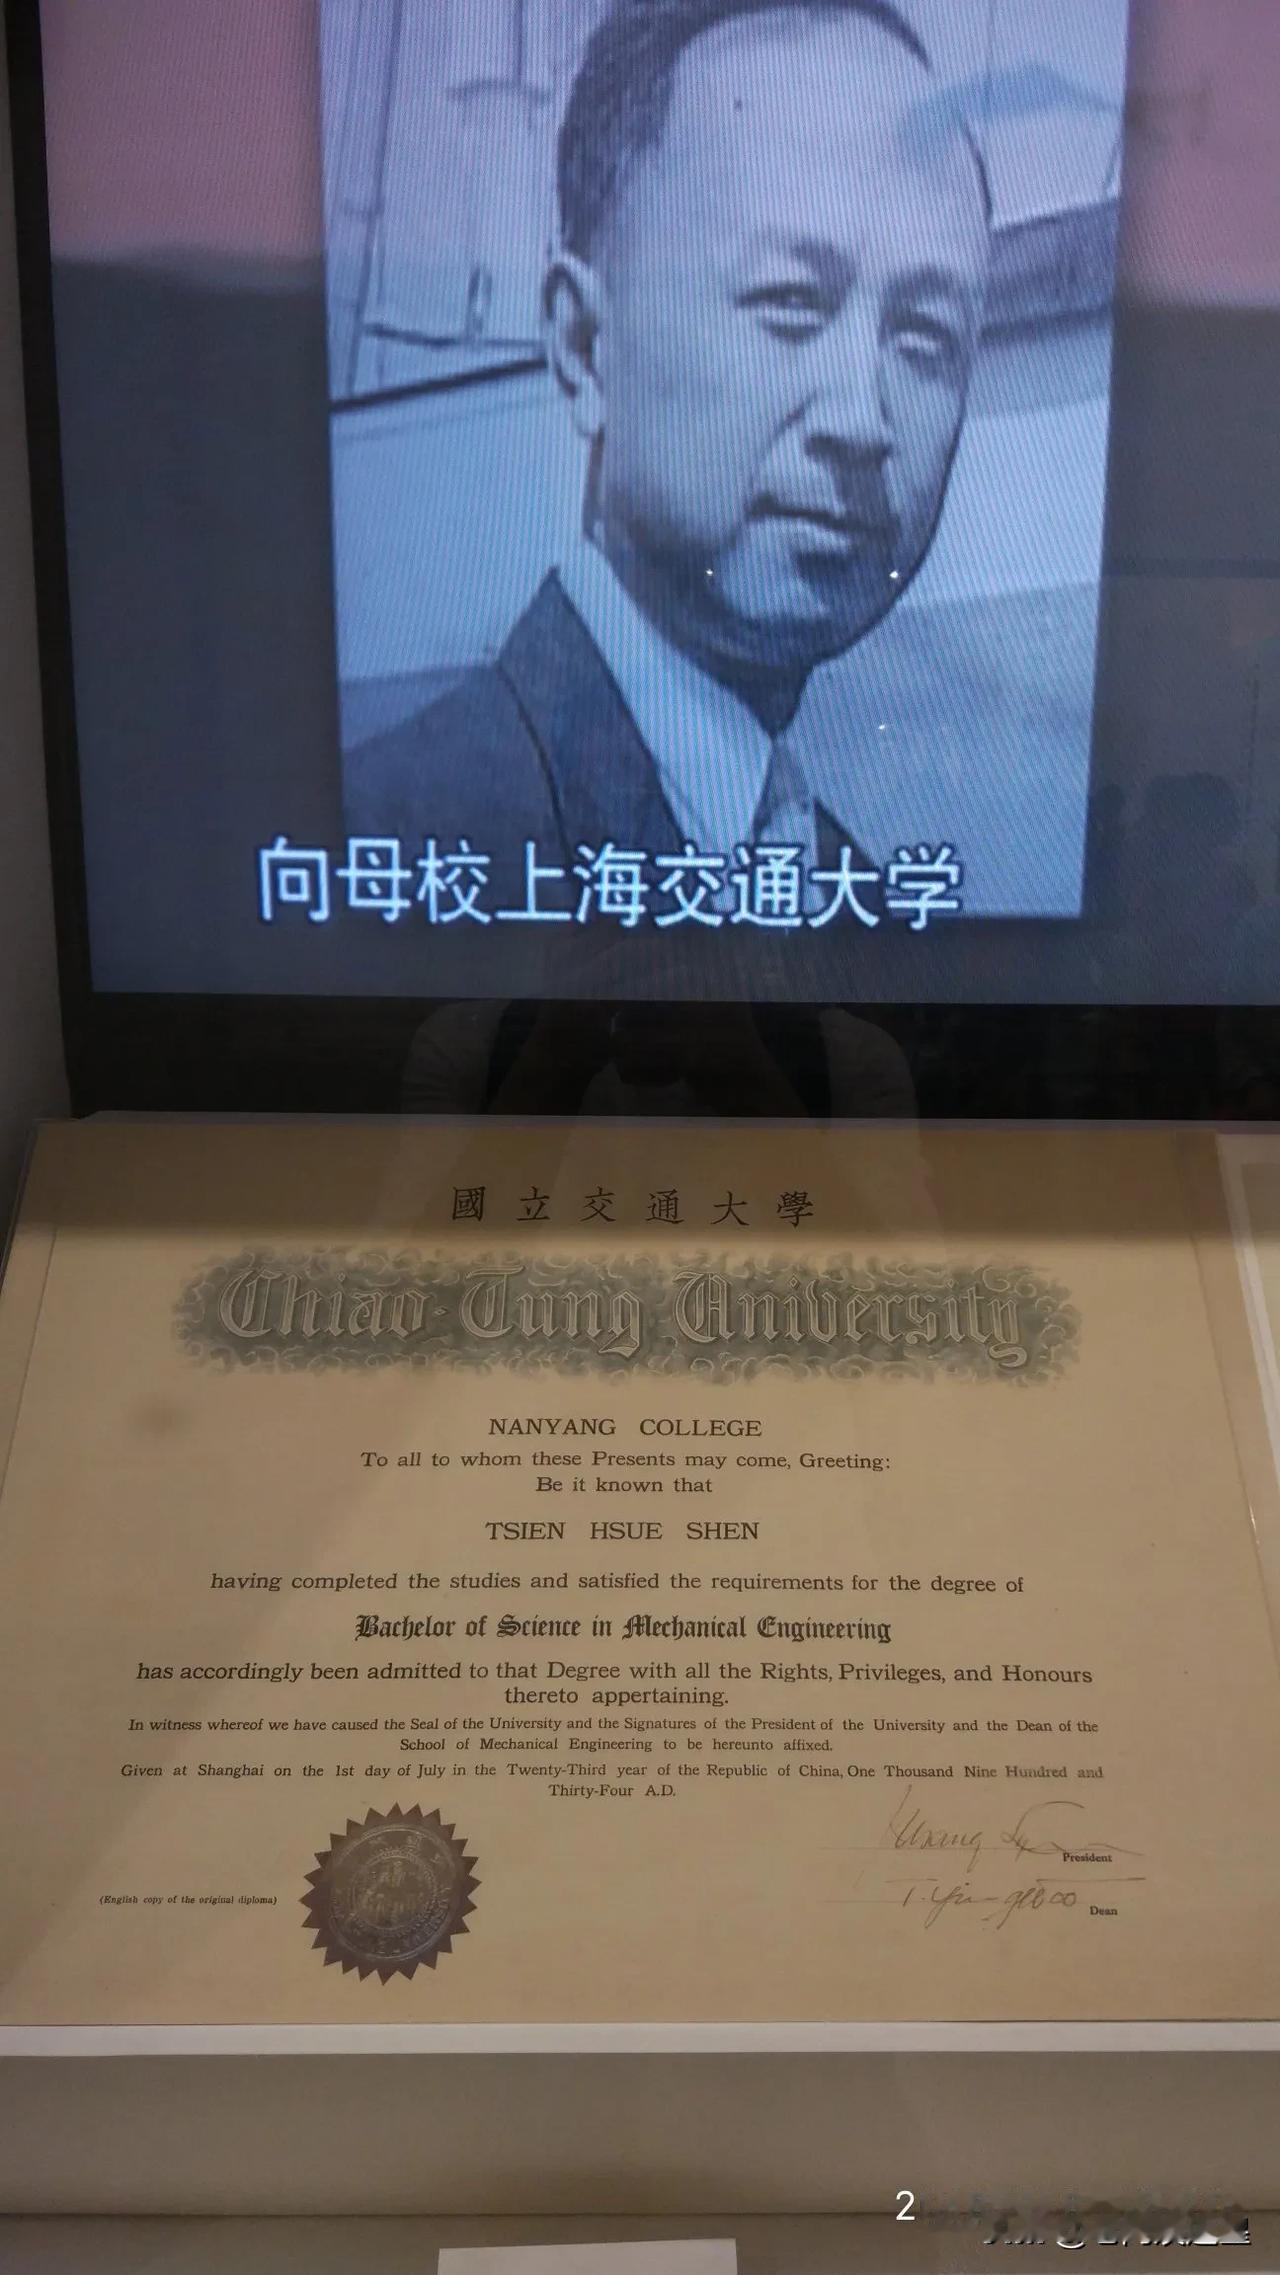 向母校上海交通大学
國立交通大學
Chiao-Tung University
NANYANG COLLEGE
To all to whom these Presents may come, Greeting:
Be it known that
TSIEN HSUE SHEN
having completed the studies and satisfied the requirements for the degree of
Bachelor of Science in Mechanical Engineering
has accordingly been admitted to that Degree with all the Rights, Privileges, and Honours
thereto appertaining.
In witness whereof we have caused the Seal of the University and the Signatures of the President of the University and the Dean of the
School of Mechanical Engineering to be hereunto affixed.
Given at Shanghai on the 1st day of July in the Twenty-Third year of the Republic of China, One Thousand Nine Hundred and
Thirty-Four A.D.
President
(English copy of the original diploma)
Dean
2